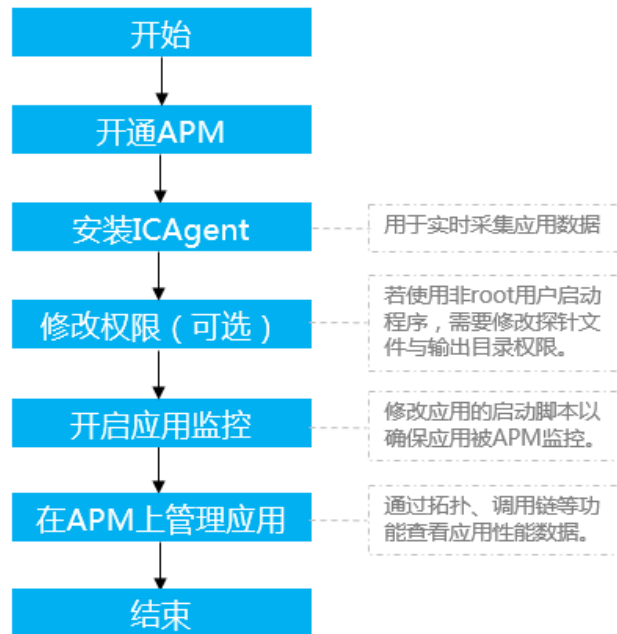 开始
开通APM
安装ICAgent
用于实时采集应用数据
修改权限（可选）
若使用非root用户启动
程序，需要修改探针文
件与输出目录权限。
开启应用监控
修改应用的启动脚本以
确保应用被APM监控。
在APM上管理应用
通过拓扑、调用链等功
能查看应用性能数据。
结束